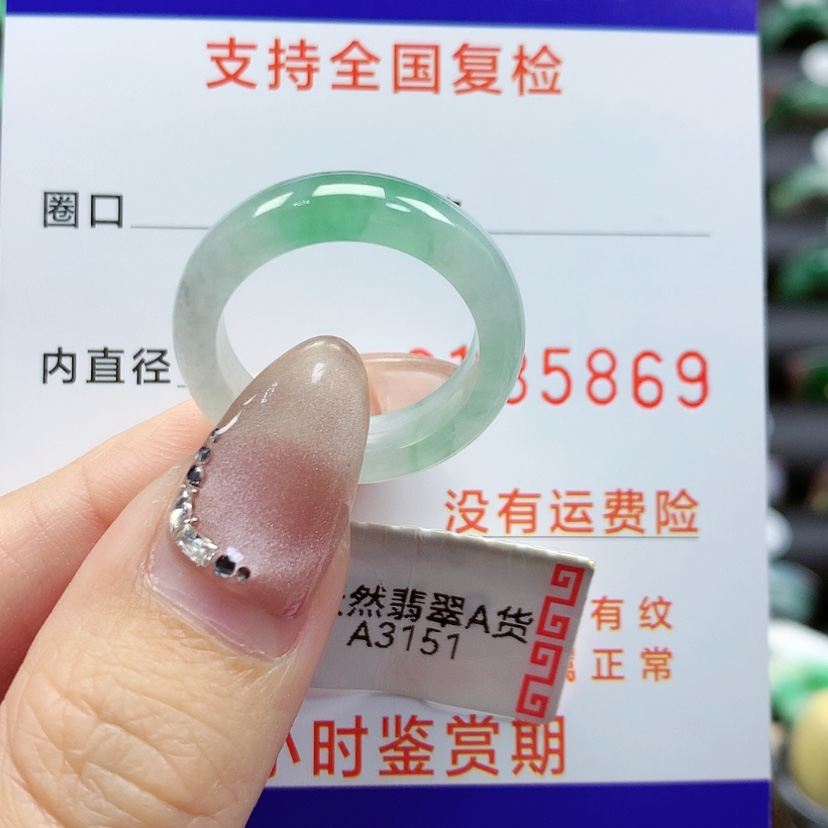 支持全国复检
圈口
内直径
35869
没有运费险
然翡翠A货
A3151
有纹
正常
小时鉴赏期